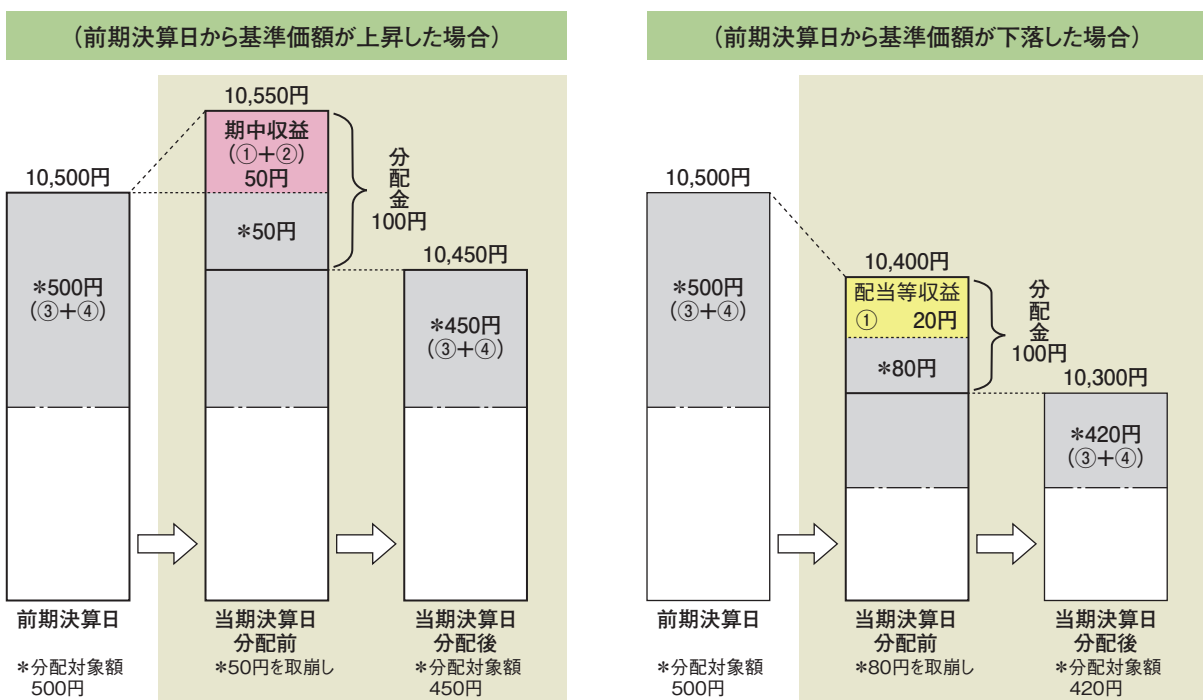 (前期決算日から基準価額が上昇した場合)
10,550円
期中収益
(①+②)
50円
分配金
100円
10,500円
*50円
10,450円
*500円
(③+④)
*450円
(③+④)
前期決算日
当期決算日
分配前
当期決算日
分配後
*分配対象額
500円
*50円を取崩し
*分配対象額
450円
(前期決算日から基準価額が下落した場合)
10,500円
10,400円
*500円
(③+④)
配当等収益
① 20円
分配金
100円
*80円
10,300円
*420円
(③+④)
前期決算日
当期決算日
分配前
当期決算日
分配後
*分配対象額
500円
*80円を取崩し
*分配対象額
420円